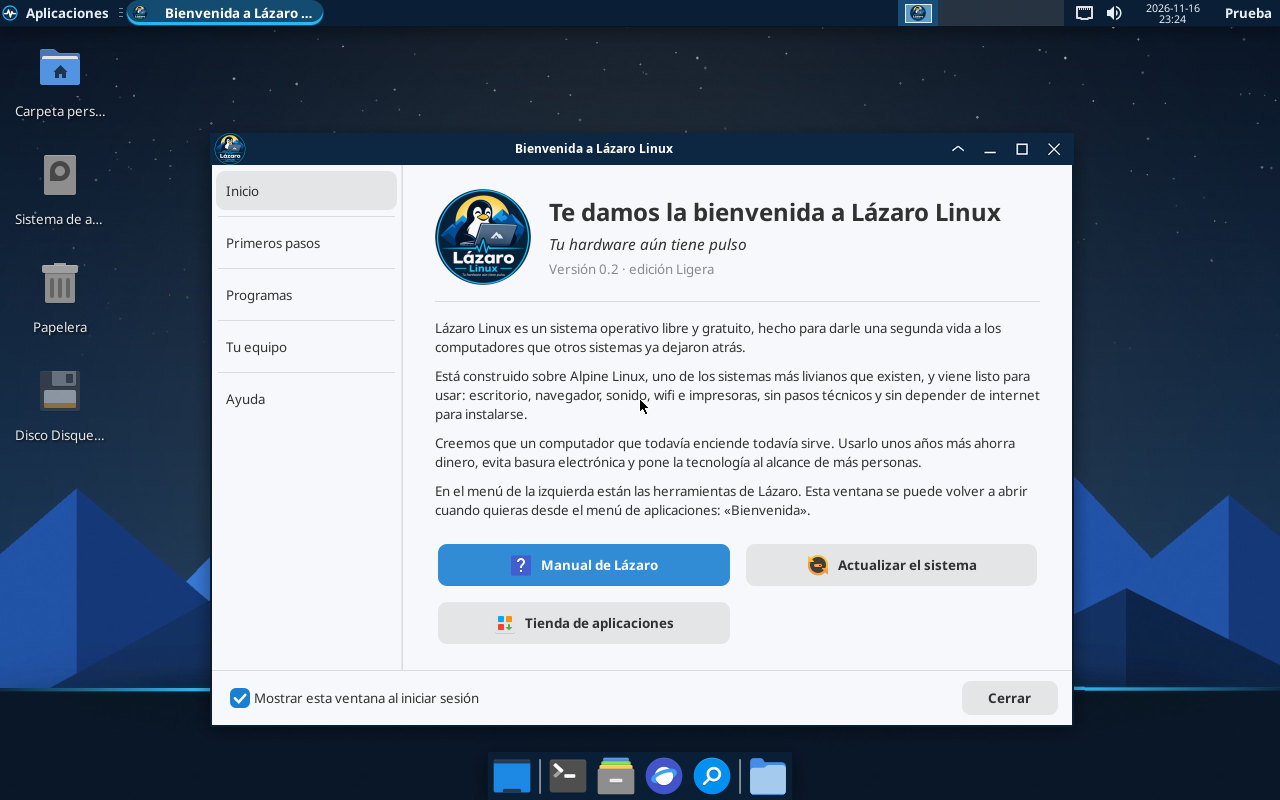 Aplicaciones
Bienvenida a Lázaro ...
2026-11-16
23:24
Prueba
Carpeta pers...
Sistema de a...
Papelera
Disco Disque...
Bienvenida a Lázaro Linux
Inicio
Primeros pasos
Programas
Tu equipo
Ayuda
Lázaro
Linux
Te damos la bienvenida a Lázaro Linux
Tu hardware aún tiene pulso
Versión 0.2 · edición Ligera
Lázaro Linux es un sistema operativo libre y gratuito, hecho para darle una segunda vida a los
computadores que otros sistemas ya dejaron atrás.
Está construido sobre Alpine Linux, uno de los sistemas más livianos que existen, y viene listo para
usar: escritorio, navegador, sonido, wifi e impresoras, sin pasos técnicos y sin depender de internet
para instalarse.
Creemos que un computador que todavía enciende todavía sirve. Usarlo unos años más ahorra
dinero, evita basura electrónica y pone la tecnología al alcance de más personas.
En el menú de la izquierda están las herramientas de Lázaro. Esta ventana se puede volver a abrir
cuando quieras desde el menú de aplicaciones: «Bienvenida».
Manual de Lázaro
Actualizar el sistema
Tienda de aplicaciones
Mostrar esta ventana al iniciar sesión
Cerrar